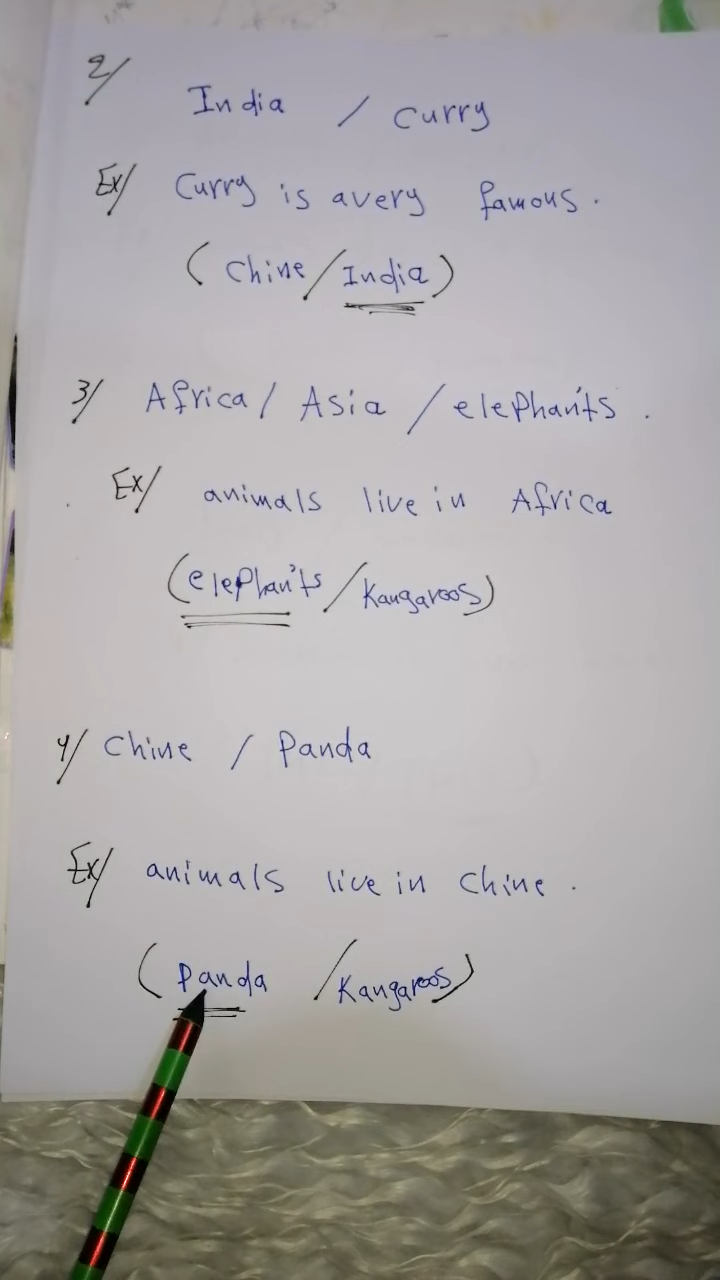 2/ India / Curry
Ex/ Curry is avery famous.
( Chine / India )
3/ Africa / Asia / elephants.
Ex/ animals live in Africa
( elephants / Kangaroos )
4/ Chine / Panda
Ex/ animals live in Chine.
( Panda / Kangaroos )